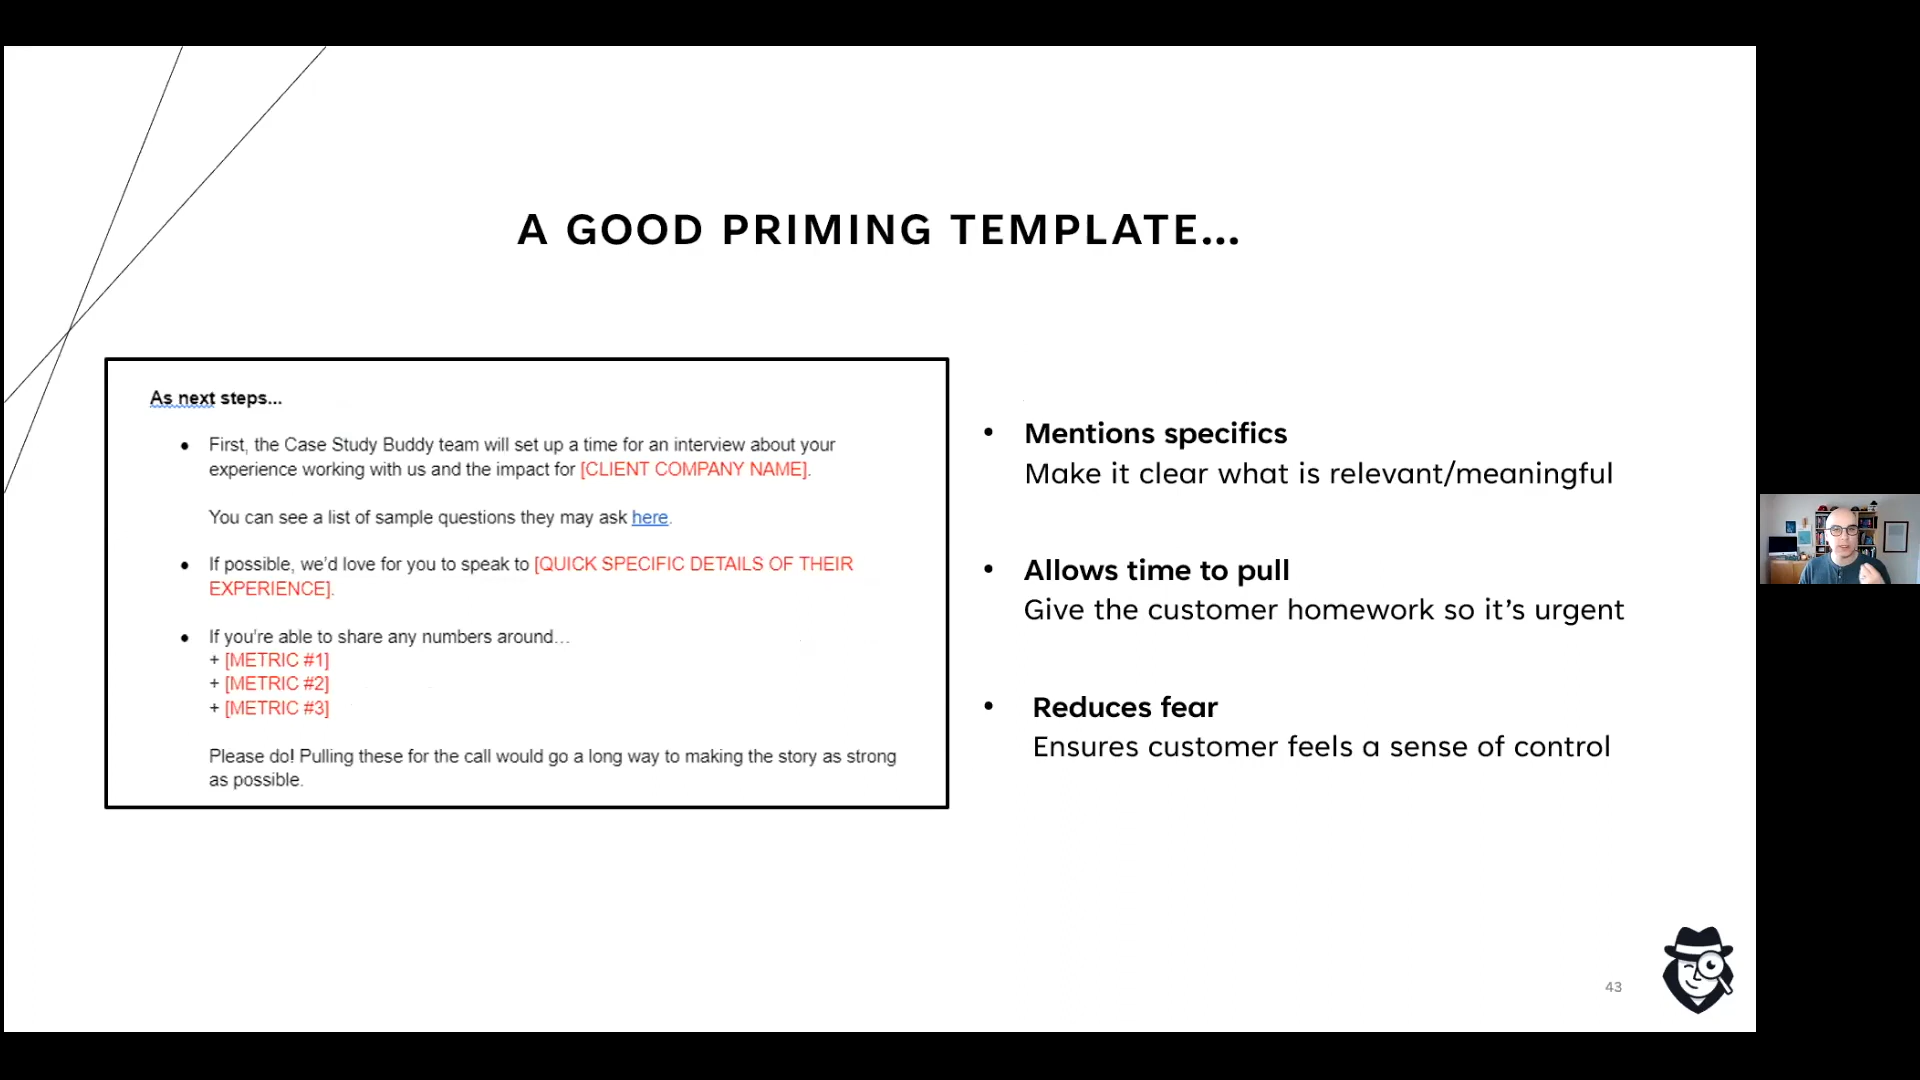 A GOOD PRIMING TEMPLATE...
As next steps...
● First, the Case Study Buddy team will set up a time for an interview about your
experience working with us and the impact for [CLIENT COMPANY NAME].
You can see a list of sample questions they may ask here.
● If possible, we'd love for you to speak to [QUICK SPECIFIC DETAILS OF THEIR
EXPERIENCE].
● If you're able to share any numbers around...
+ [METRIC #1]
+ [METRIC #2]
+ [METRIC #3]
Please do! Pulling these for the call would go a long way to making the story as strong
as possible.
• Mentions specifics
Make it clear what is relevant/meaningful
• Allows time to pull
Give the customer homework so it's urgent
• Reduces fear
Ensures customer feels a sense of control
43